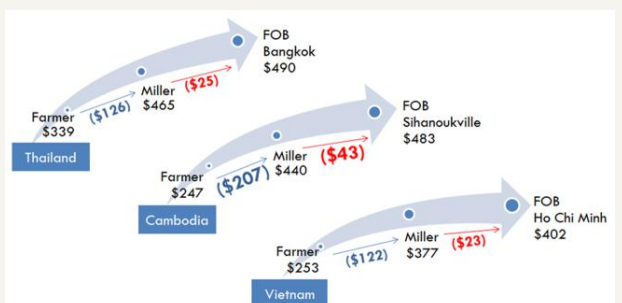 FOB
Bangkok
$490
Miller
$465
($25)
Farmer
$339
($126)
Thailand
FOB
Sihanoukville
$483
Miller
$440
($43)
Farmer
$247
($207)
Cambodia
FOB
Ho Chi Minh
$402
Miller
$377
($23)
Farmer
$253
($122)
Vietnam